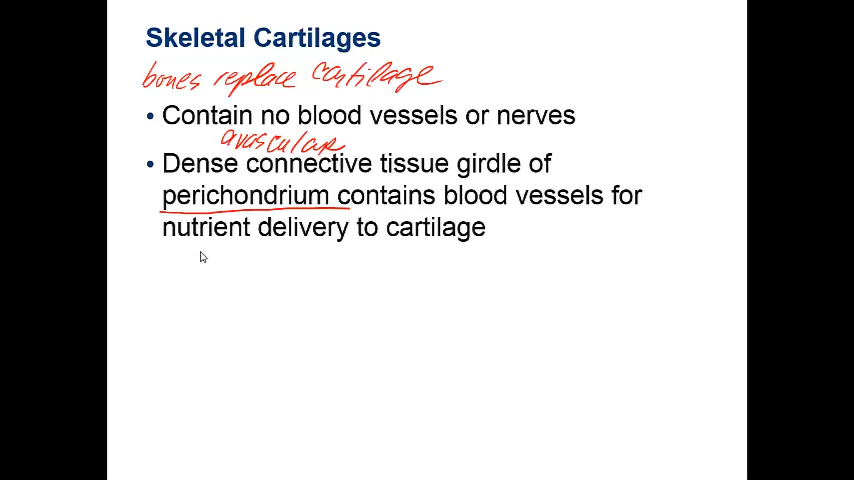 Skeletal Cartilages
bones replace cartilage
• Contain no blood vessels or nerves
avascular
• Dense connective tissue girdle of
perichondrium contains blood vessels for
nutrient delivery to cartilage